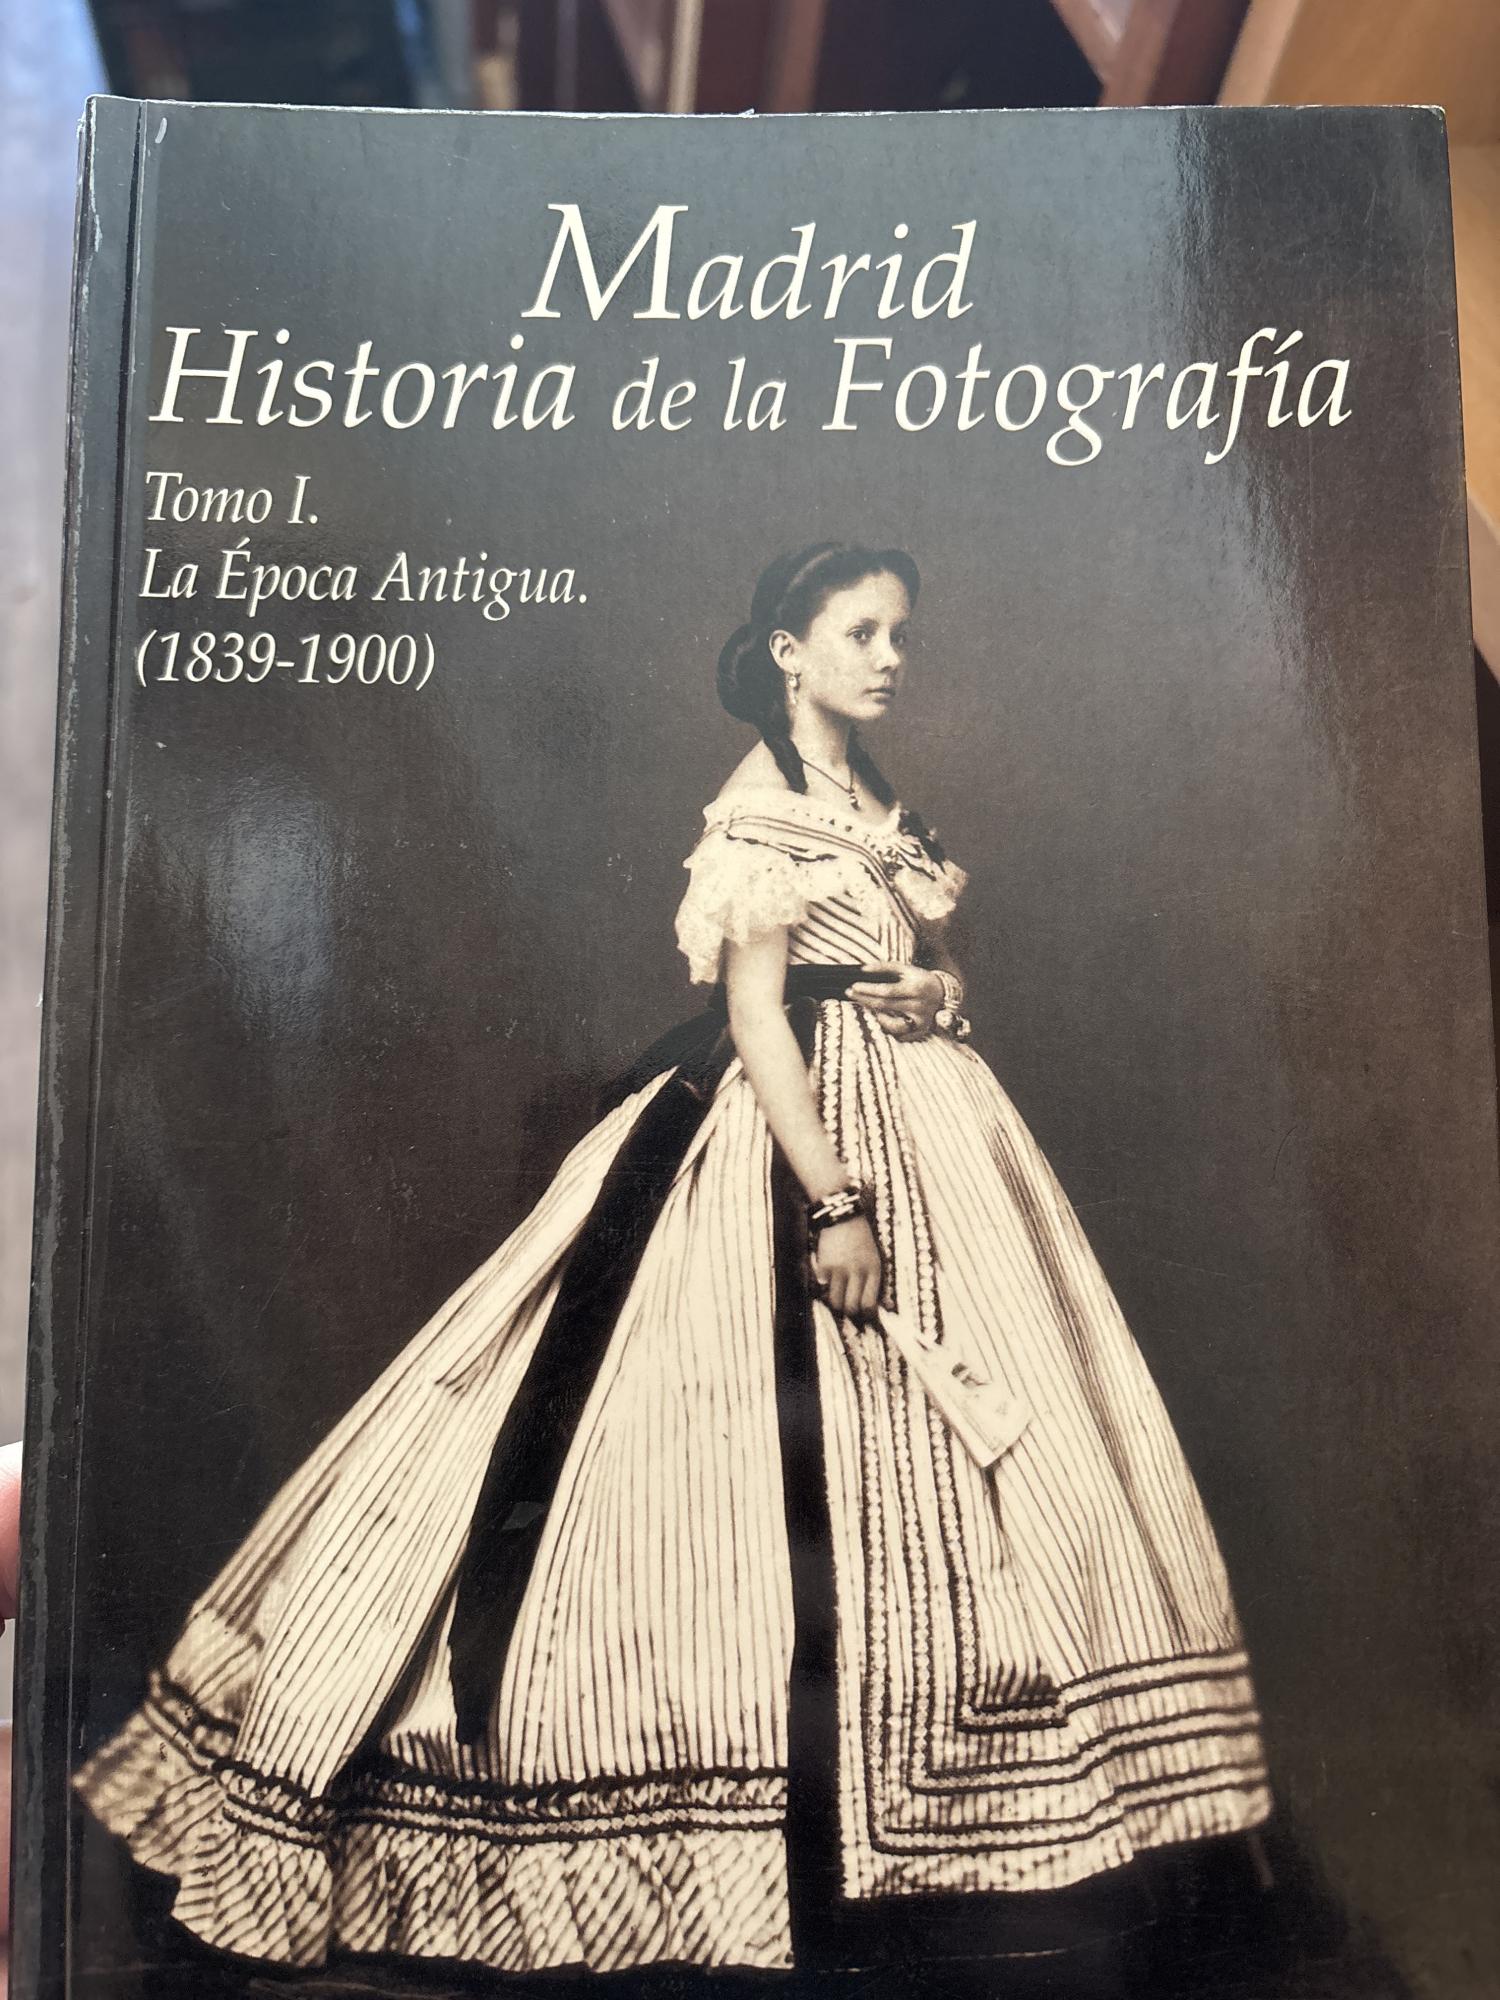 Madrid
Historia de la Fotografía
Tomo I.
La Época Antigua.
(1839-1900)